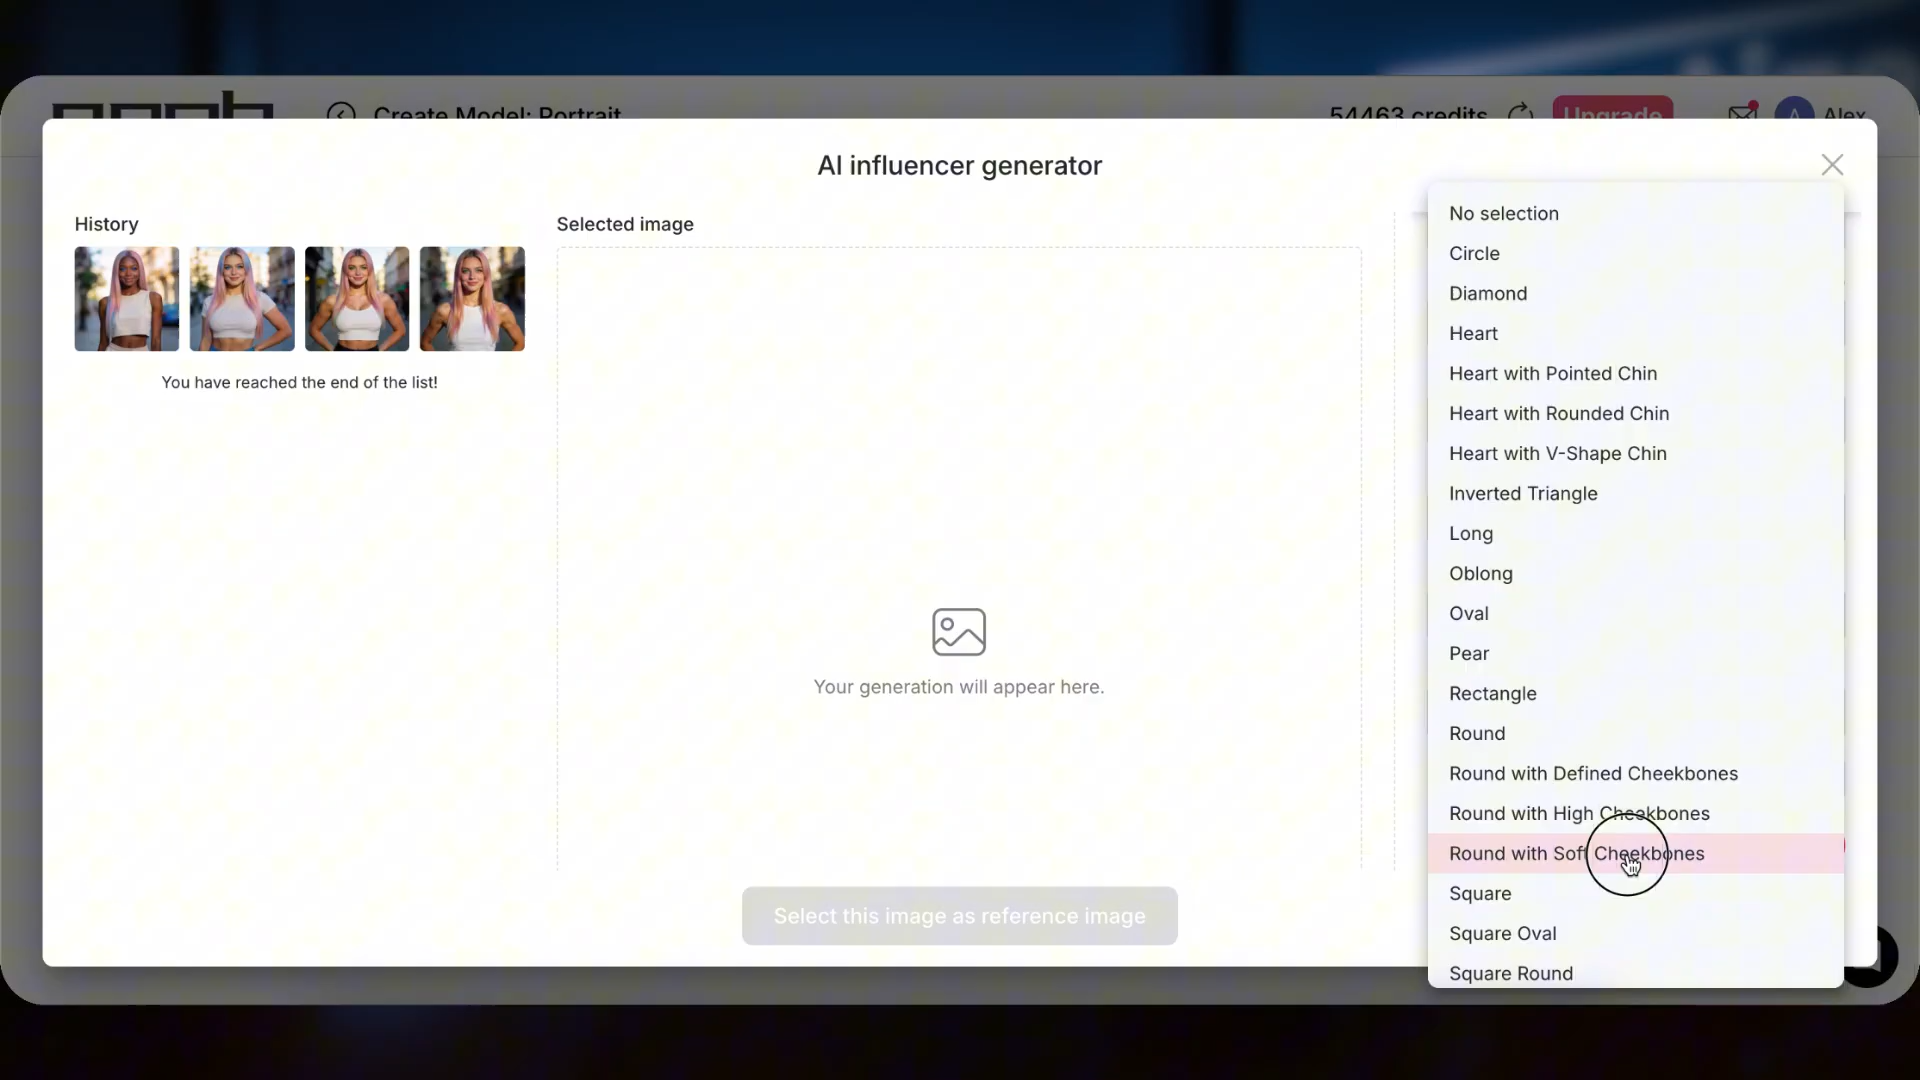 Create Model: Portrait
54463 credits
Upgrade
A
Alex
AI influencer generator
History
Selected image
You have reached the end of the list!
Your generation will appear here.
Select this image as reference image
No selection
Circle
Diamond
Heart
Heart with Pointed Chin
Heart with Rounded Chin
Heart with V-Shape Chin
Inverted Triangle
Long
Oblong
Oval
Pear
Rectangle
Round
Round with Defined Cheekbones
Round with High Cheekbones
Round with Soft Cheekbones
Square
Square Oval
Square Round